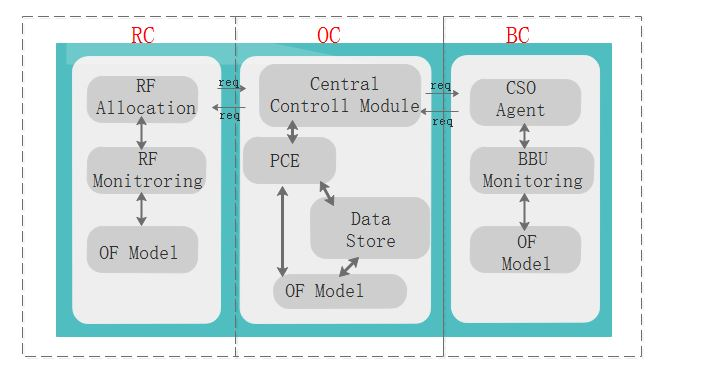 RC
OC
BC
RF
Allocation
RF
Monitroring
OF Model
req
req
Central
Controll Module
PCE
Data
Store
OF Model
req
req
CSO
Agent
BBU
Monitoring
OF
Model